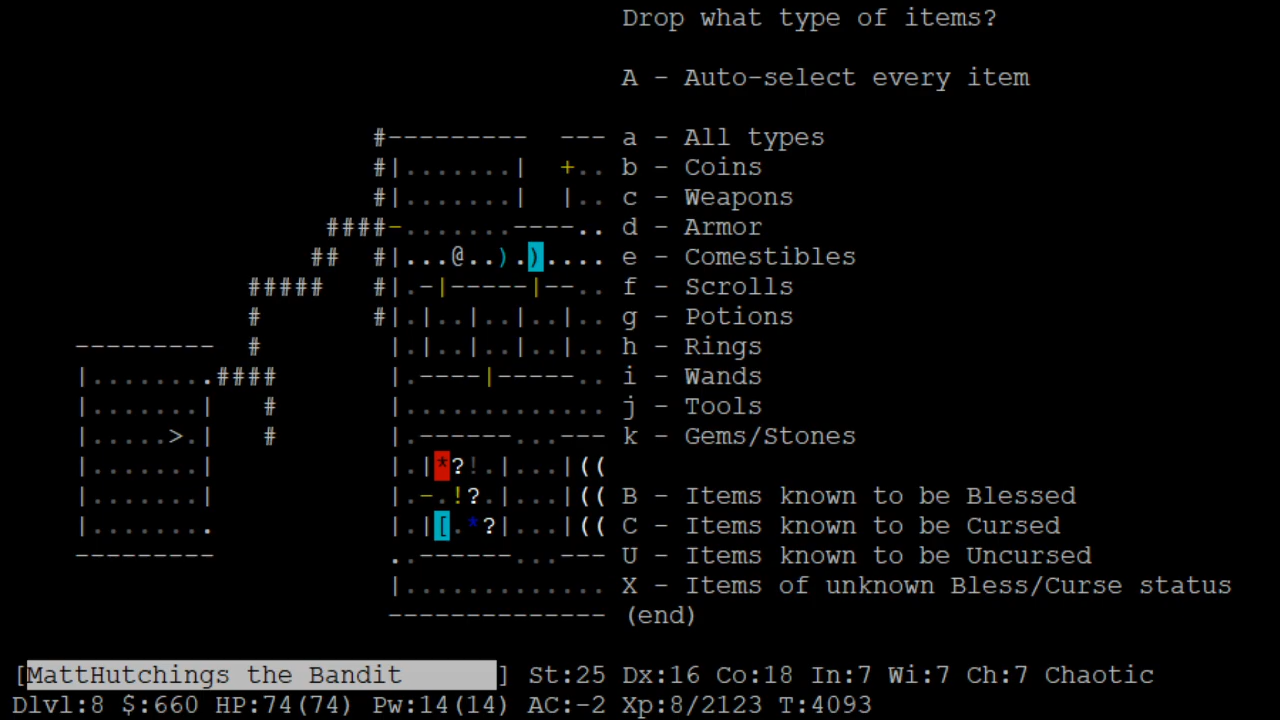 Drop what type of items?
A - Auto-select every item
#--------- --- a - All types
#|.......| +.. b - Coins
#|.......| |.. c - Weapons
####-.......----.. d - Armor
## #|...@..).).... e - Comestibles
##### #|.-|-----|--.. f - Scrolls
# #|.|..|..|..|.. g - Potions
--------- # |.|..|..|..|.. h - Rings
|........#### |.----|-----.. i - Wands
|.......| # |............. j - Tools
|.....>.| # |.------...--- k - Gems/Stones
|.......| |.|*?!.|...|((
|.......| |.-.!?.|...|(( B - Items known to be Blessed
|........ |.|[.*?|...|(( C - Items known to be Cursed
--------- ..------...--- U - Items known to be Uncursed
|............. X - Items of unknown Bless/Curse status
-------------- (end)
[MattHutchings the Bandit ] St:25 Dx:16 Co:18 In:7 Wi:7 Ch:7 Chaotic
Dlvl:8 $:660 HP:74(74) Pw:14(14) AC:-2 Xp:8/2123 T:4093